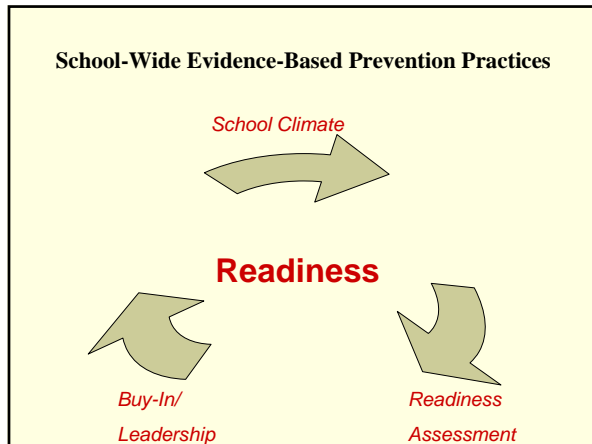 School-Wide Evidence-Based Prevention Practices
School Climate
Readiness
Buy-In/
Leadership
Readiness
Assessment